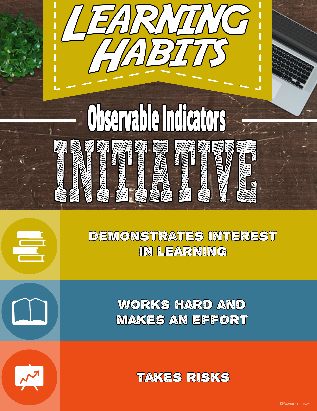 LEARNING
HABITS
Observable Indicators
INITIATIVE
DEMONSTRATES INTEREST
IN LEARNING
WORKS HARD AND
MAKES AN EFFORT
TAKES RISKS